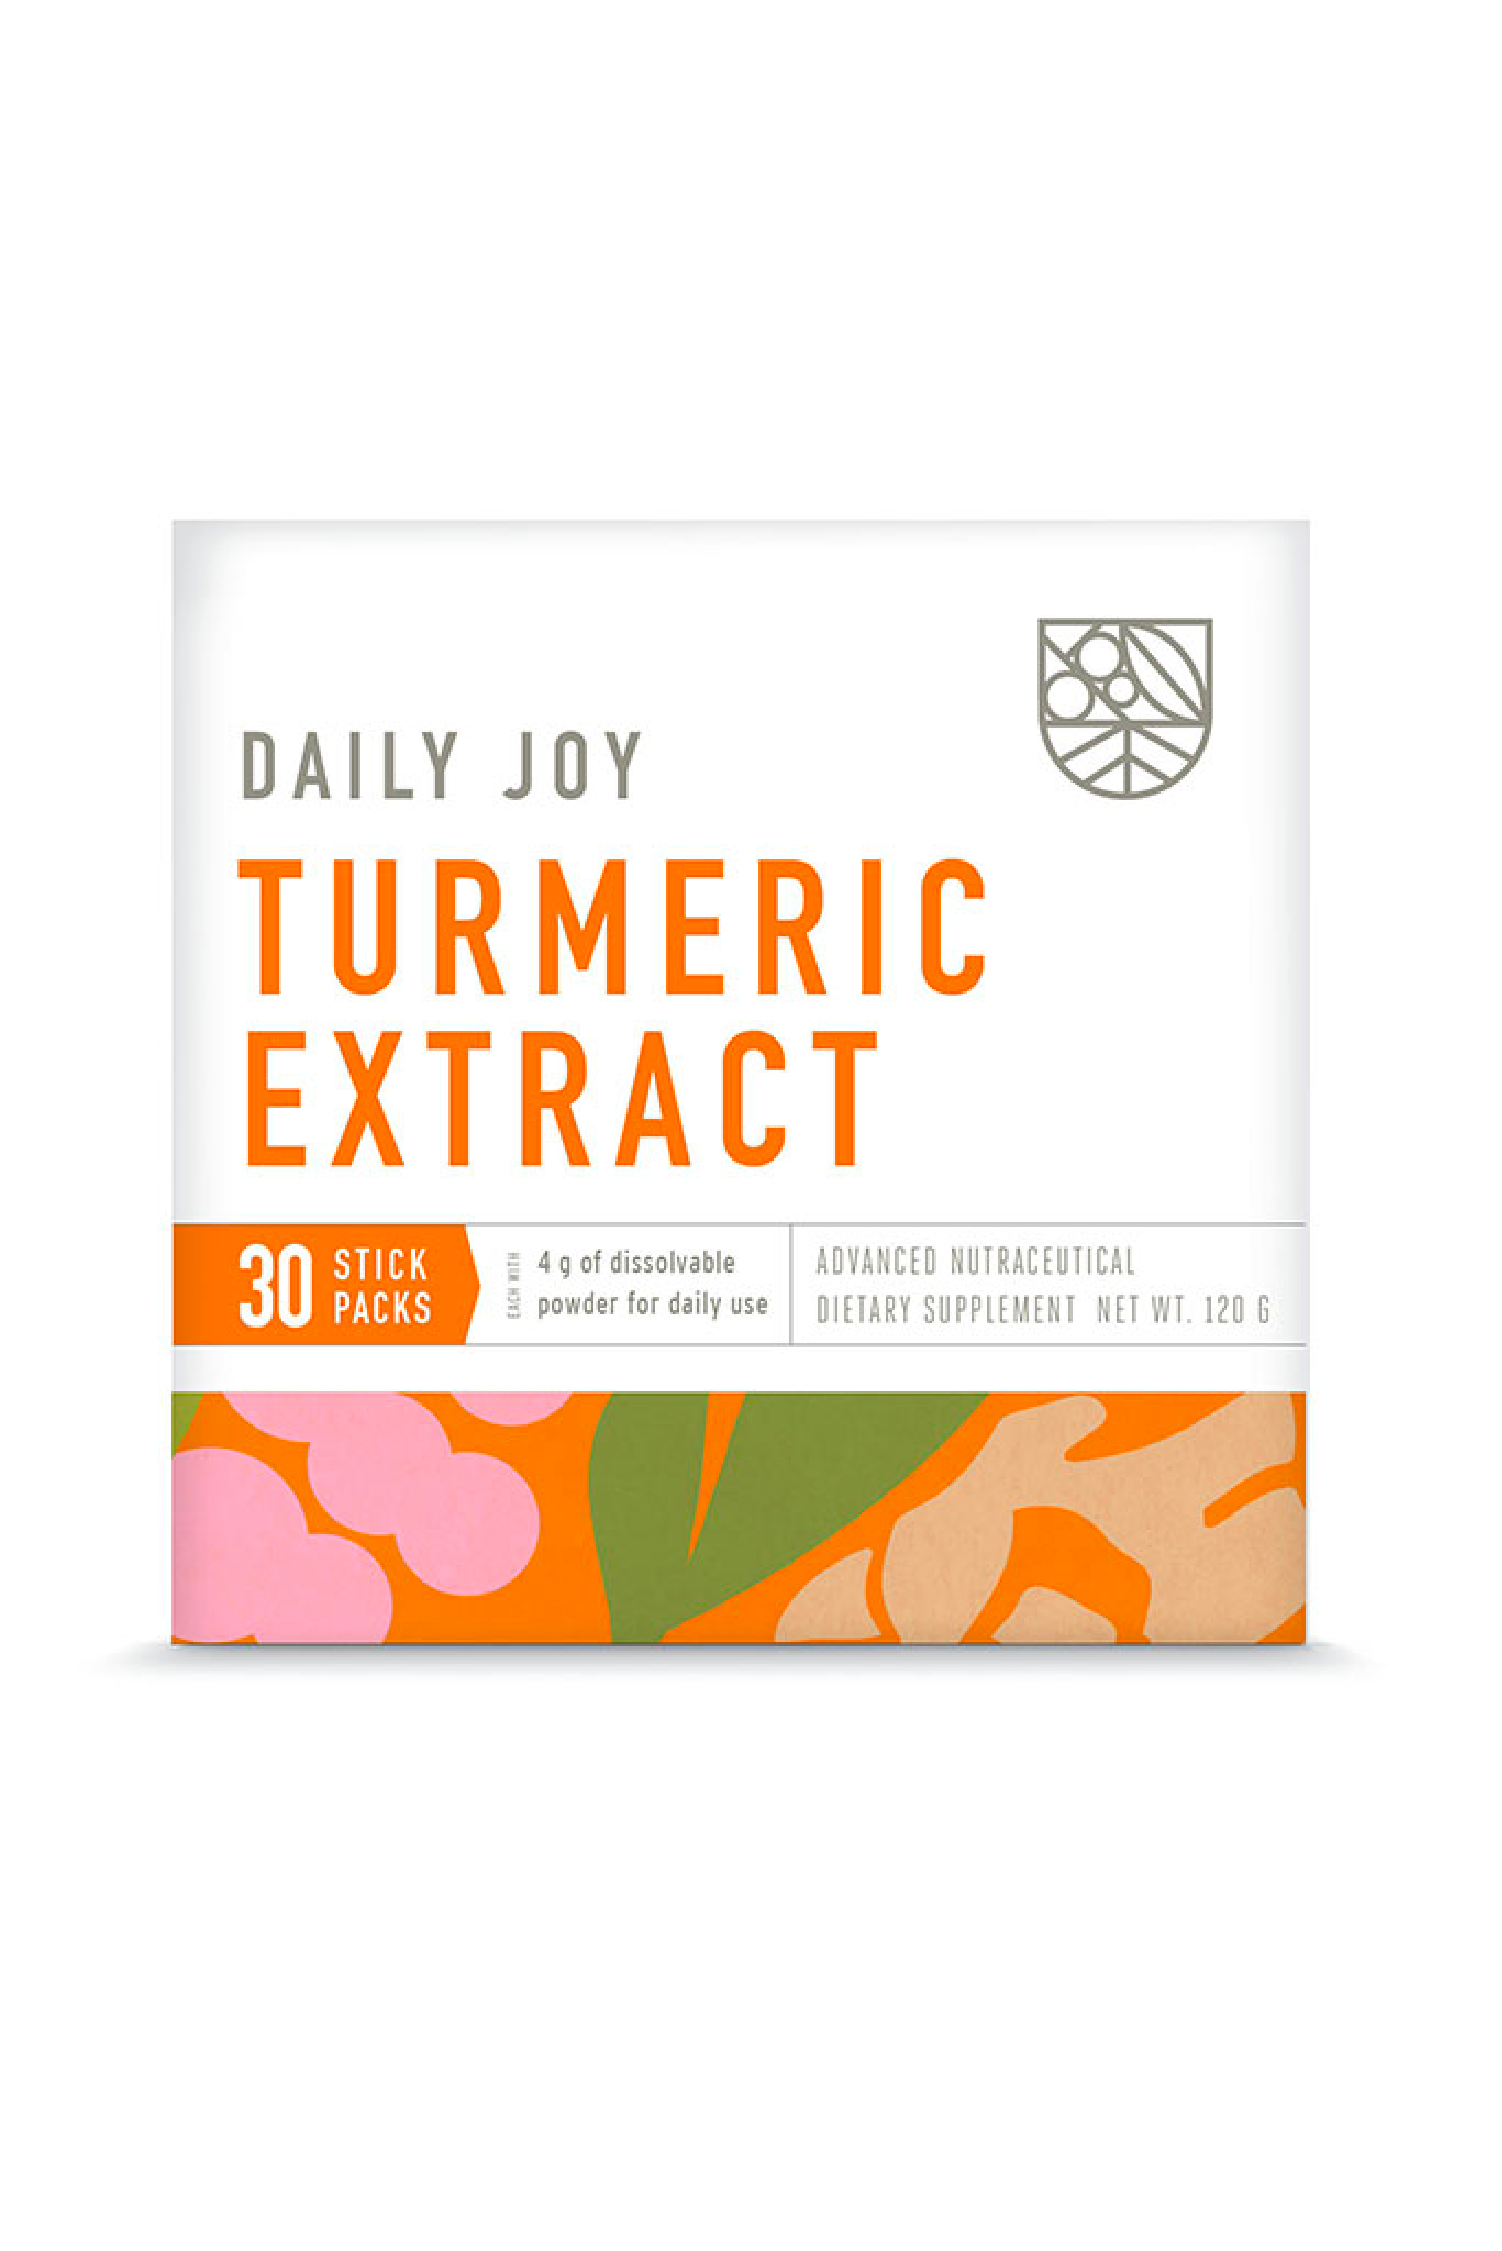 DAILY JOY
TURMERIC
EXTRACT
30 STICK
PACKS
EACH WITH
4 g of dissolvable
powder for daily use
ADVANCED NUTRACEUTICAL
DIETARY SUPPLEMENT NET WT. 120 G